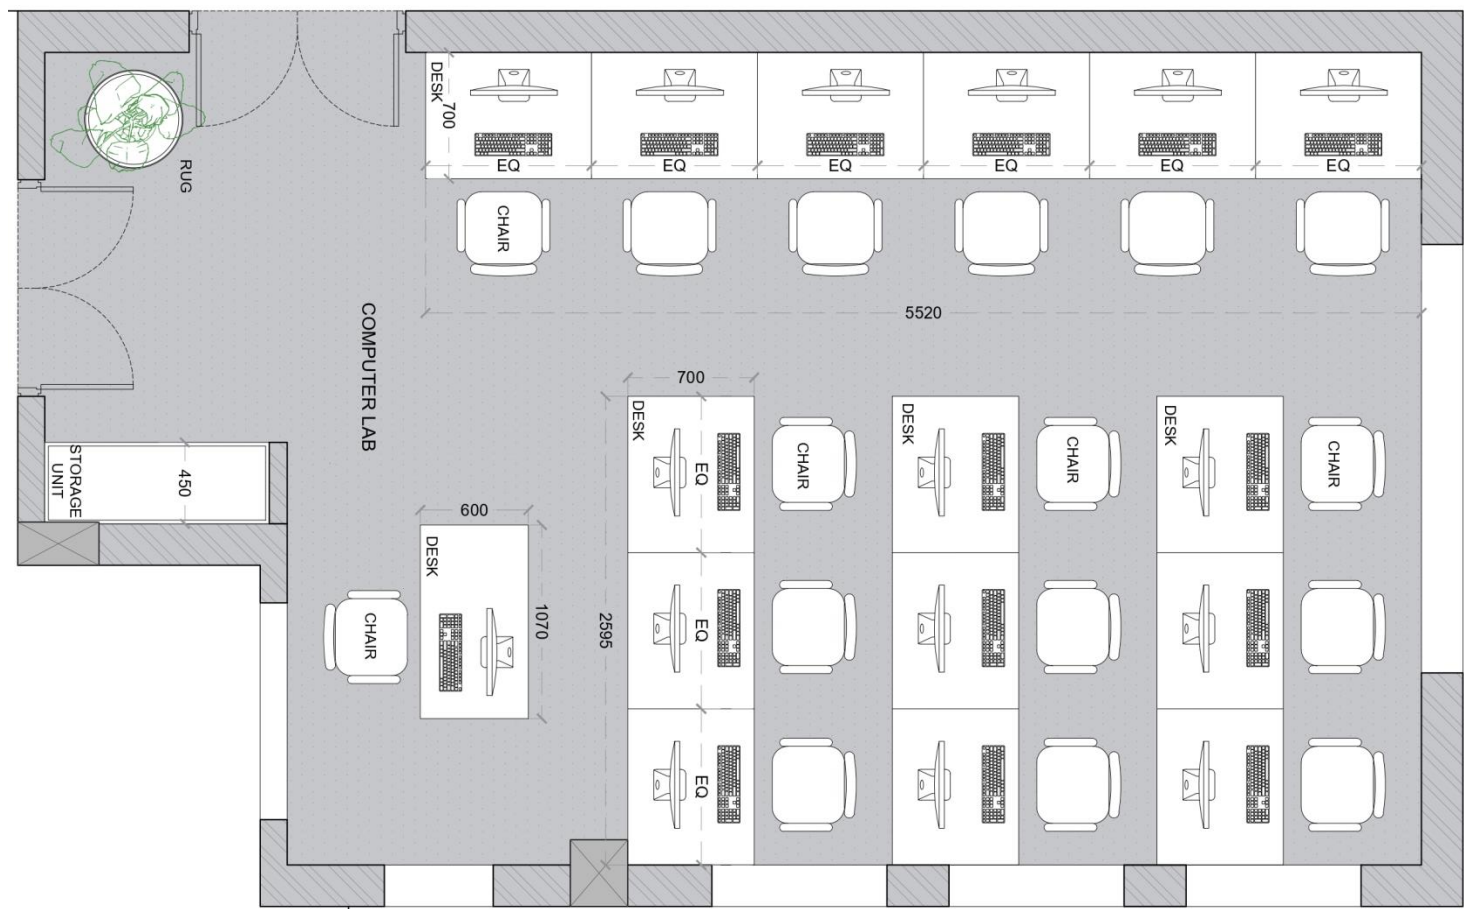 DESK
700
EQ
EQ
EQ
EQ
EQ
EQ
RUG
CHAIR
5520
COMPUTER LAB
700
DESK
EQ
CHAIR
DESK
CHAIR
DESK
CHAIR
STORAGE
UNIT
450
600
DESK
1070
CHAIR
2595
EQ
EQ